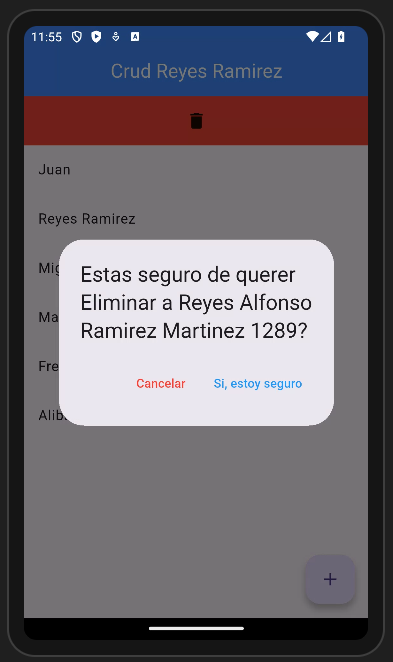 11:55
Crud Reyes Ramirez
Juan
Reyes Ramirez
Mig
Ma
Fre
Alib
Estas seguro de querer
Eliminar a Reyes Alfonso
Ramirez Martinez 1289?
Cancelar
Si, estoy seguro